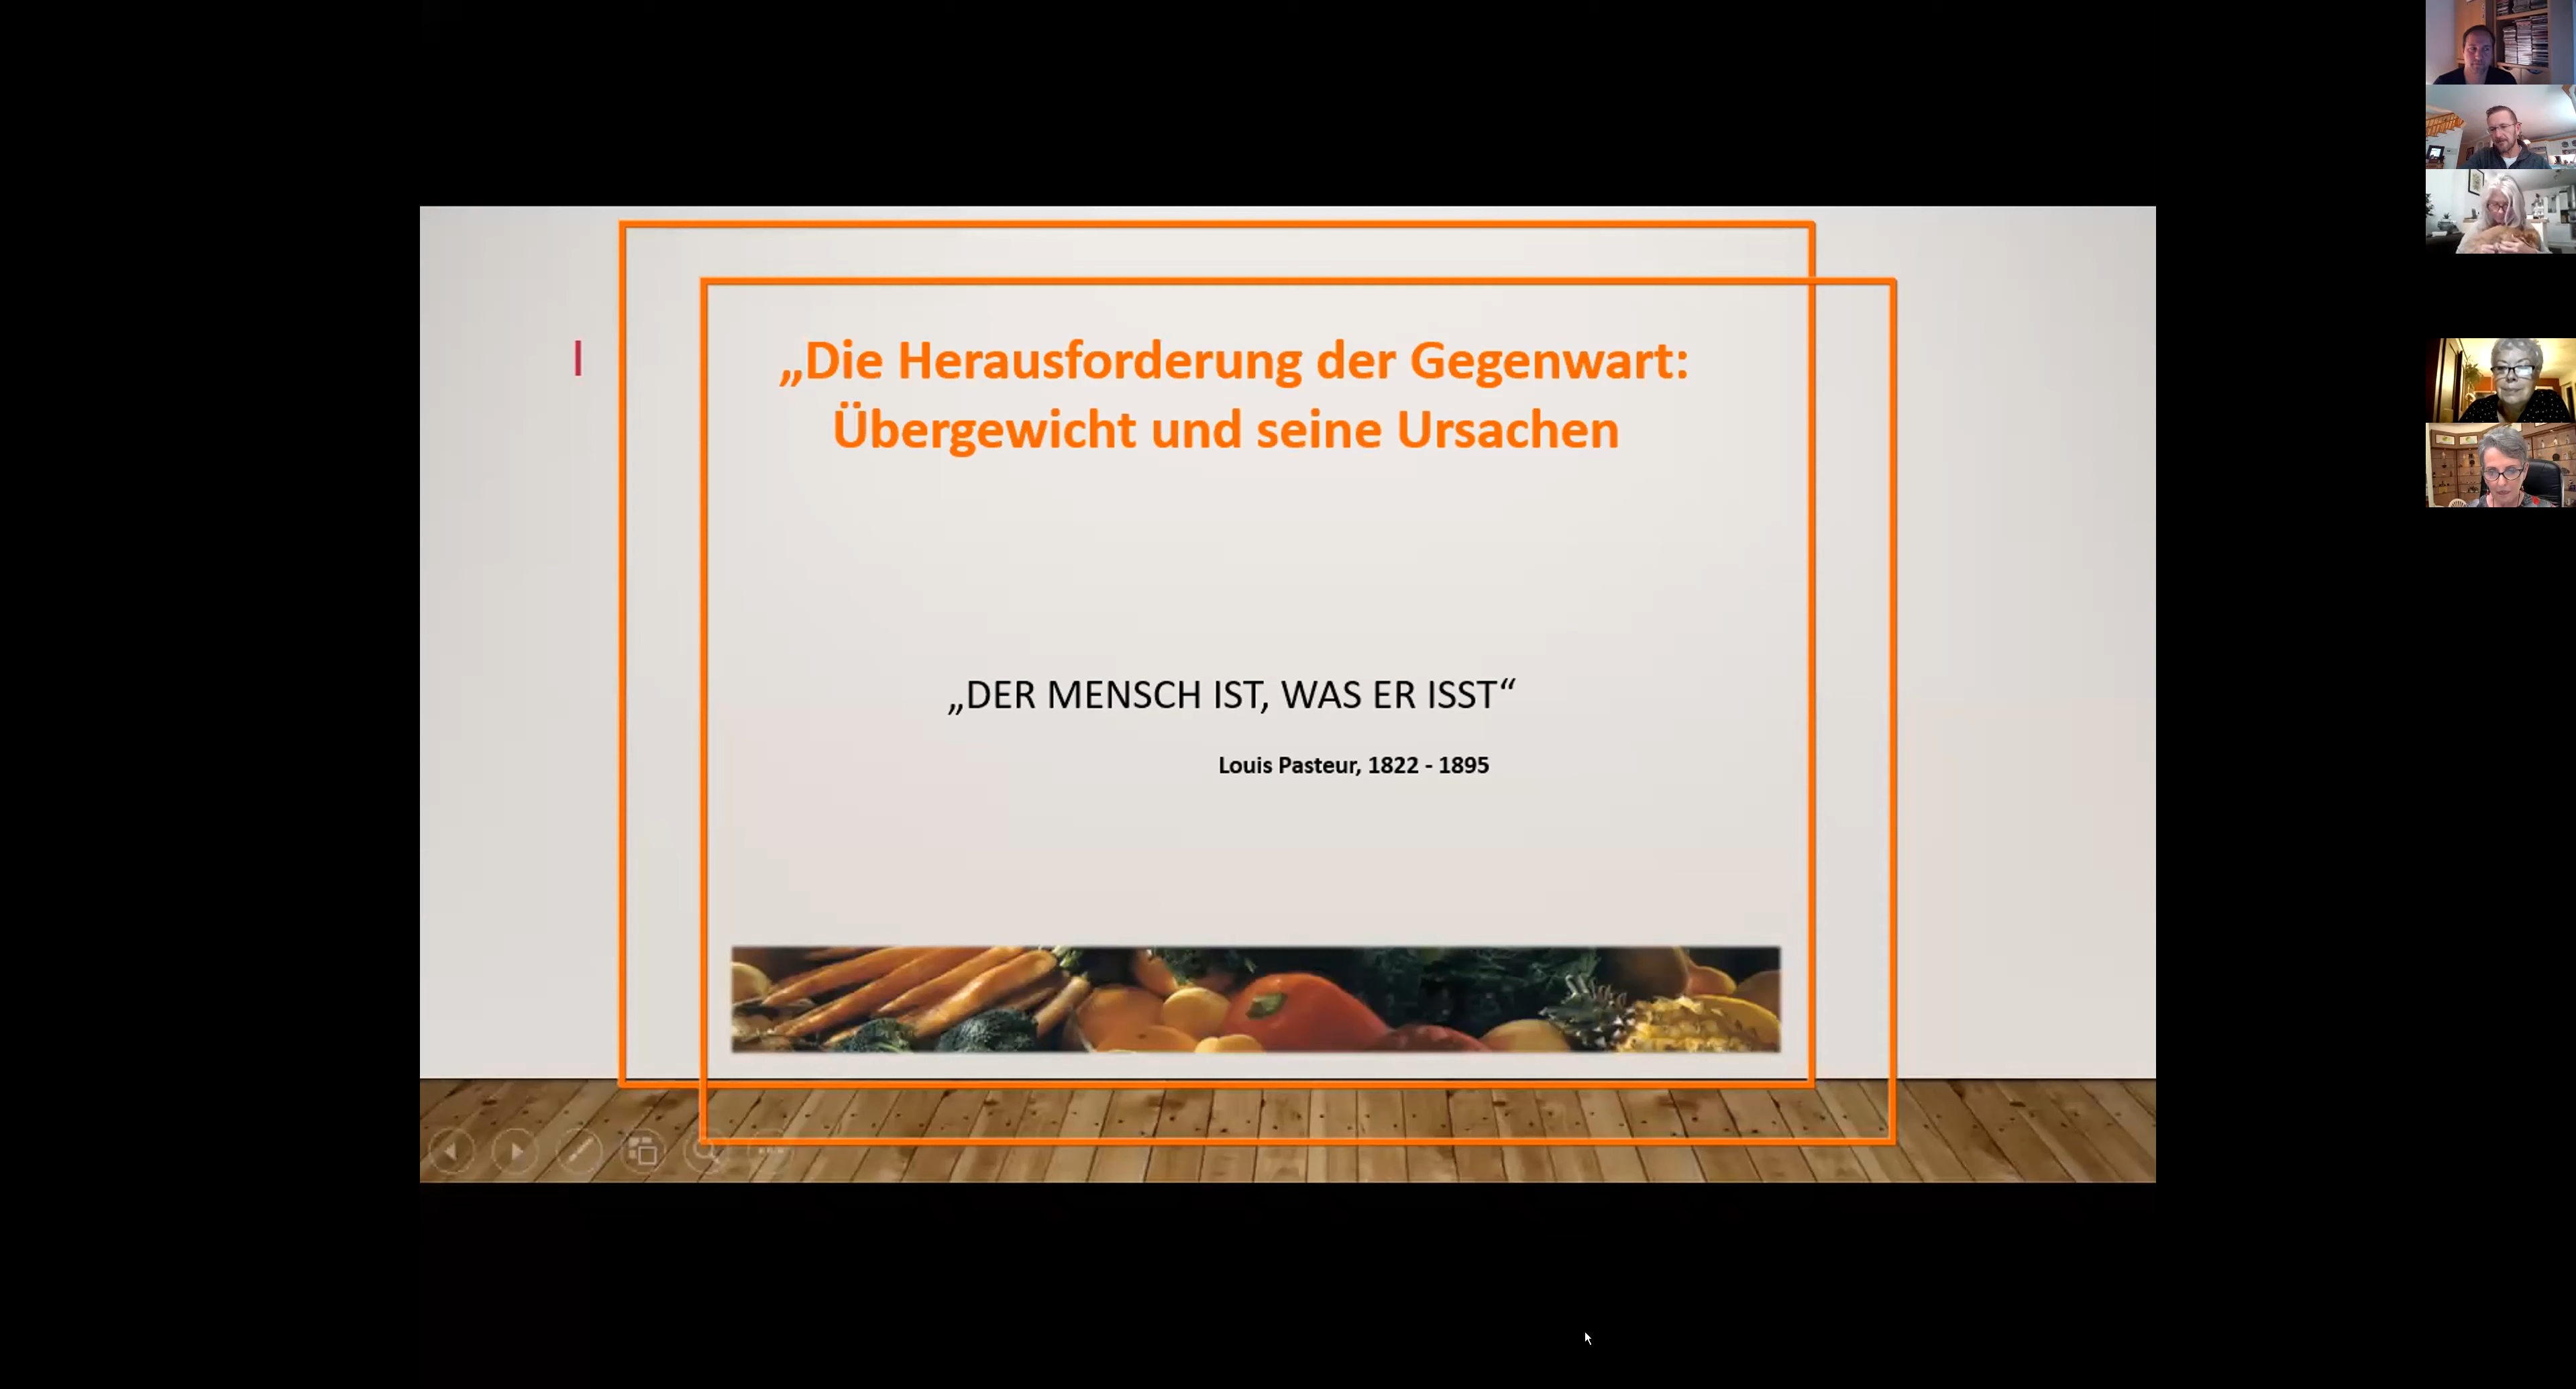 „Die Herausforderung der Gegenwart:
Übergewicht und seine Ursachen
„DER MENSCH IST, WAS ER ISST“
Louis Pasteur, 1822 - 1895